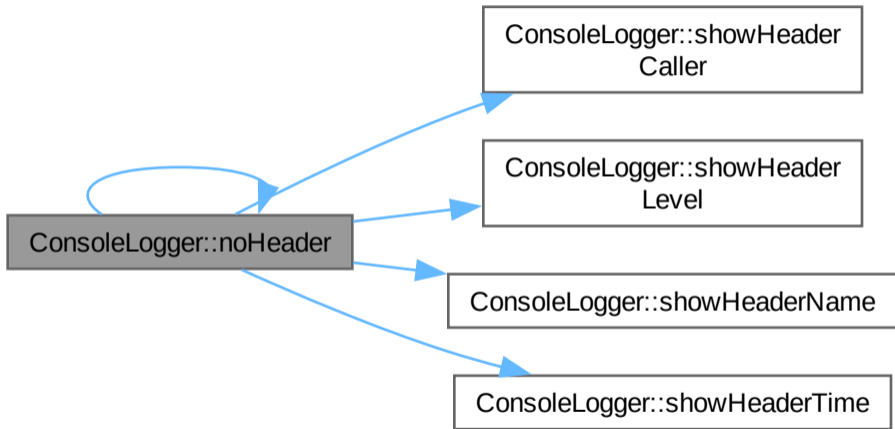 ConsoleLogger::showHeader
Caller
ConsoleLogger::showHeader
Level
ConsoleLogger::noHeader
ConsoleLogger::showHeaderName
ConsoleLogger::showHeaderTime